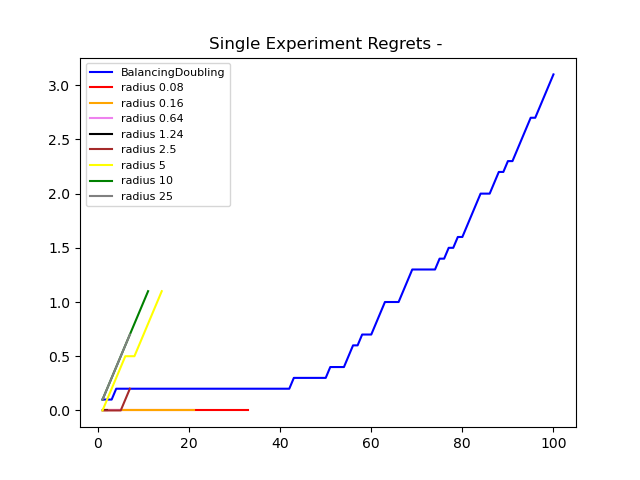 Single Experiment Regrets -
BalancingDoubling
radius 0.08
radius 0.16
radius 0.64
radius 1.24
radius 2.5
radius 5
radius 10
radius 25
3.0
2.5
2.0
1.5
1.0
0.5
0.0
0 20 40 60 80 100